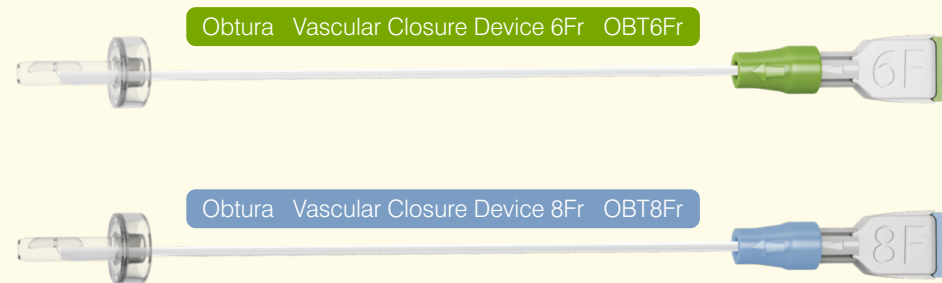 Obtura Vascular Closure Device 6Fr OBT6Fr
6F
Obtura Vascular Closure Device 8Fr OBT8Fr
8F